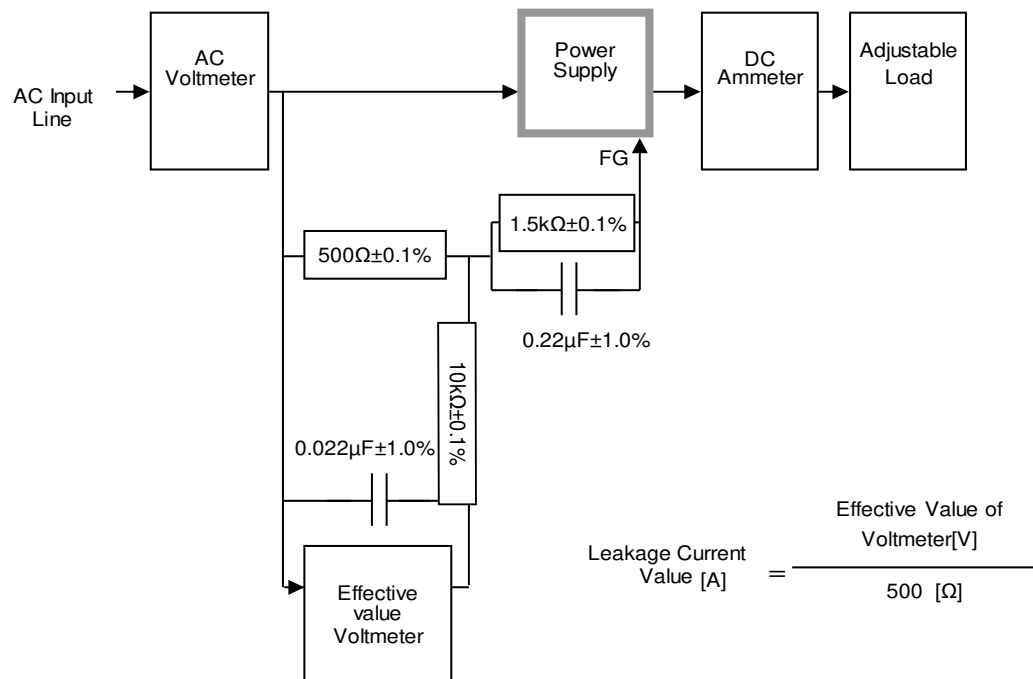 AC
Voltmeter
Power
Supply
DC
Ammeter
Adjustable
Load
AC Input
Line
FG
1.5kΩ±0.1%
500Ω±0.1%
0.22µF±1.0%
10kΩ±0.1%
0.022µF±1.0%
Effective
value
Voltmeter
Leakage Current
Value [A]
=
Effective Value of
Voltmeter[V]
500 [Ω]